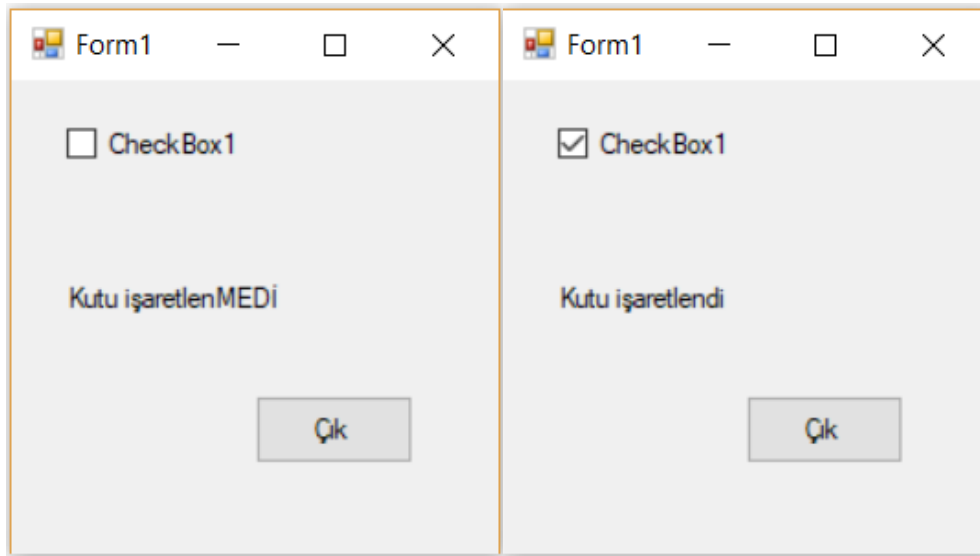 Form1
CheckBox1
Kutu işaretlenMEDİ
Çık
Form1
CheckBox1
Kutu işaretlendi
Çık